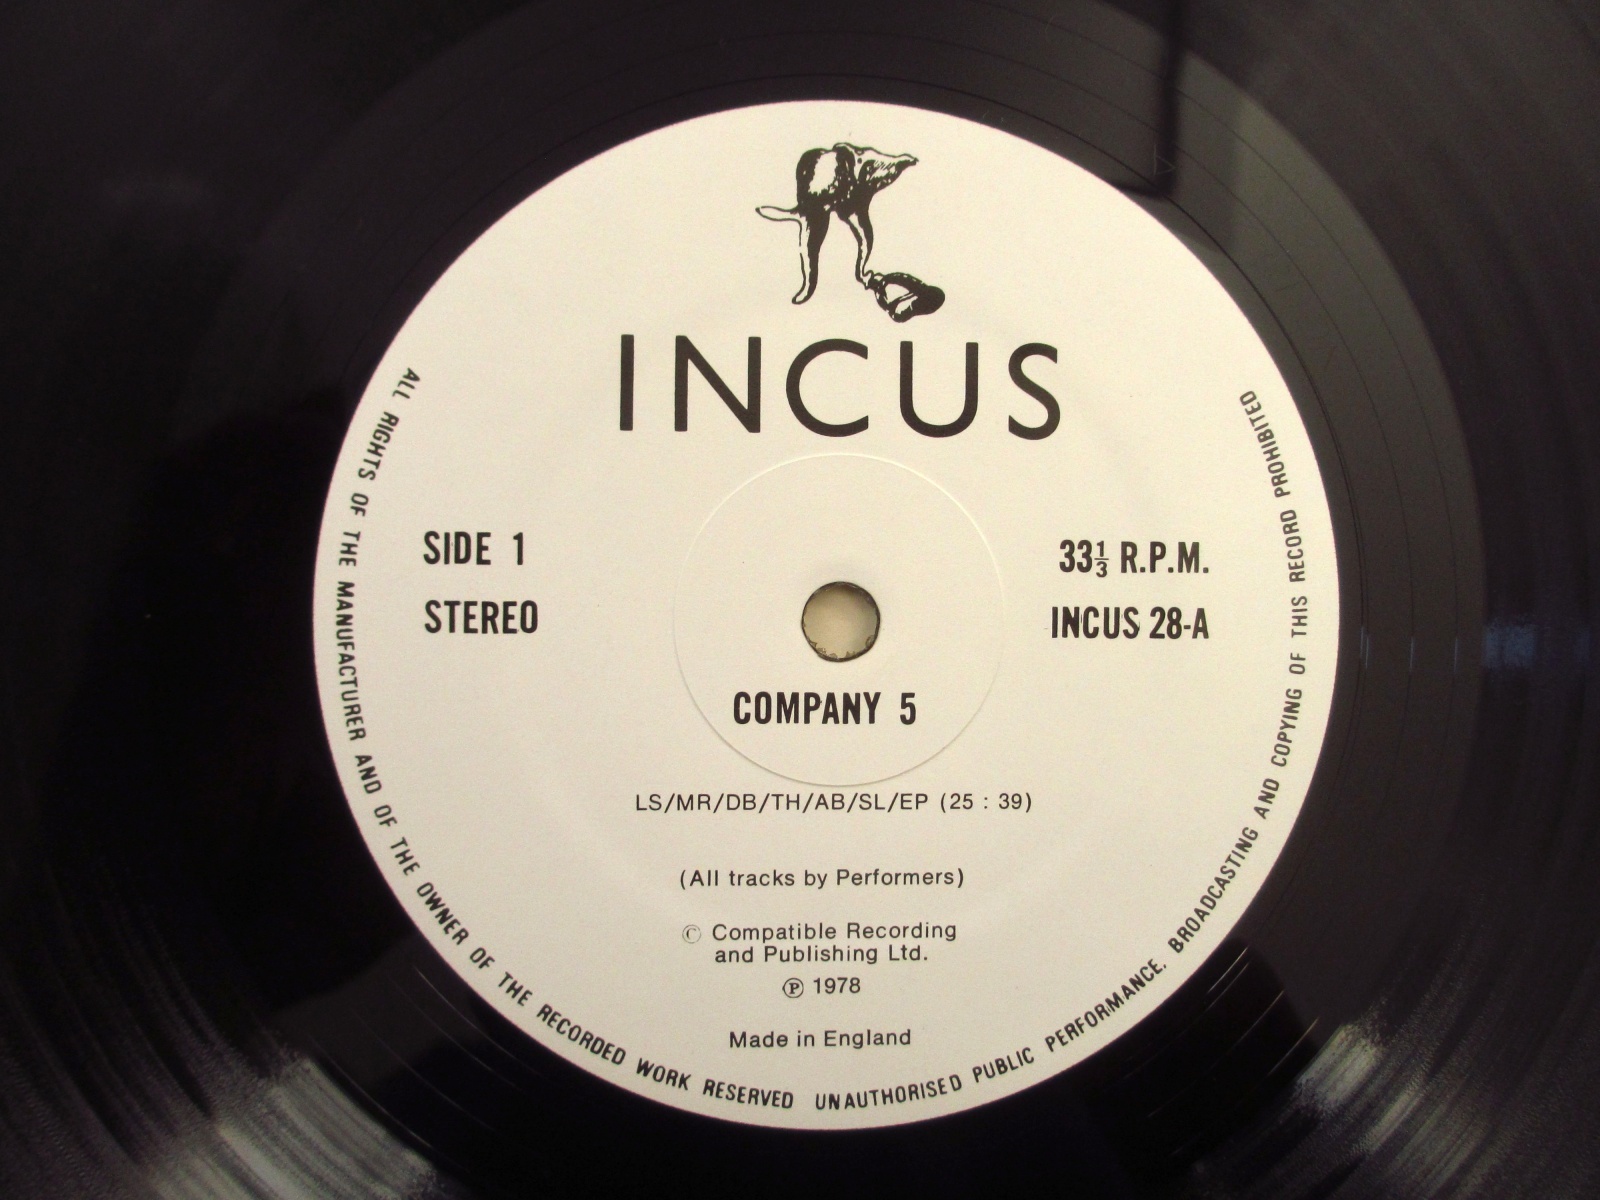 INCUS
SIDE 1
STEREO
33⅓ R.P.M.
INCUS 28-A
COMPANY 5
LS/MR/DB/TH/AB/SL/EP (25 : 39)
(All tracks by Performers)
© Compatible Recording
and Publishing Ltd.
℗ 1978
Made in England
ALL RIGHTS OF THE MANUFACTURER AND OF THE OWNER OF THE RECORDED WORK RESERVED UNAUTHORISED PUBLIC PERFORMANCE. BROADCASTING AND COPYING OF THIS RECORD PROHIBITED